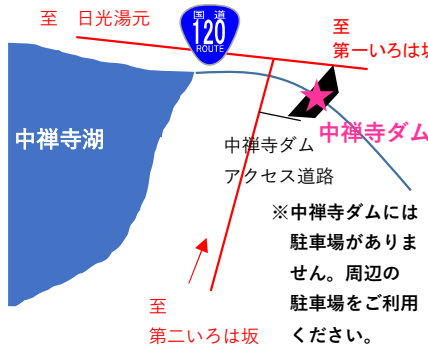 至　日光湯元
国道
120
ROUTE
至
第一いろは坂
中禅寺湖
中禅寺ダム
中禅寺ダム
アクセス道路
※中禅寺ダムには
駐車場がありま
せん。周辺の
駐車場をご利用
ください。
至
第二いろは坂